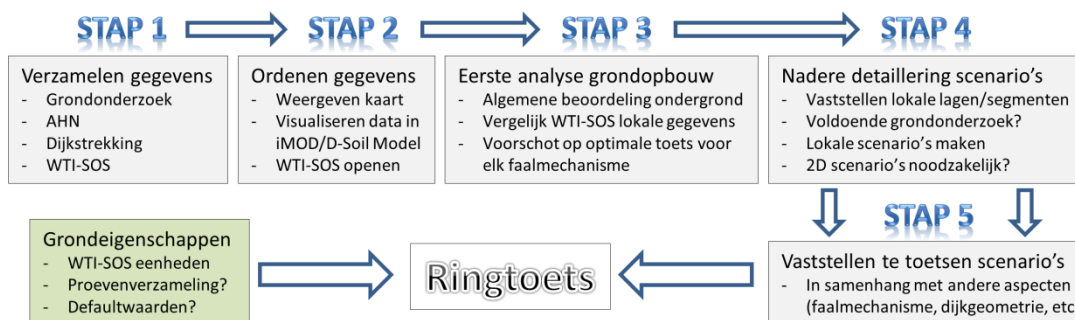 STAP 1
STAP 2
STAP 3
STAP 4
Verzamelen gegevens
- Grondonderzoek
- AHN
- Dijkstrekking
- WTI-SOS
Ordenen gegevens
- Weergeven kaart
- Visualiseren data in
iMOD/D-Soil Model
- WTI-SOS openen
Eerste analyse grondopbouw
- Algemene beoordeling ondergrond
- Vergelijk WTI-SOS lokale gegevens
- Voorschot op optimale toets voor
elk faalmechanisme
Nadere detaillering scenario’s
- Vaststellen lokale lagen/segmenten
- Voldoende grondonderzoek?
- Lokale scenario’s maken
- 2D scenario’s noodzakelijk?
STAP 5
Grondeigenschappen
- WTI-SOS eenheden
- Proevenverzameling?
- Defaultwaarden?
Ringtoets
Vaststellen te toetsen scenario’s
- In samenhang met andere aspecten
(faalmechanisme, dijkgeometrie, etc